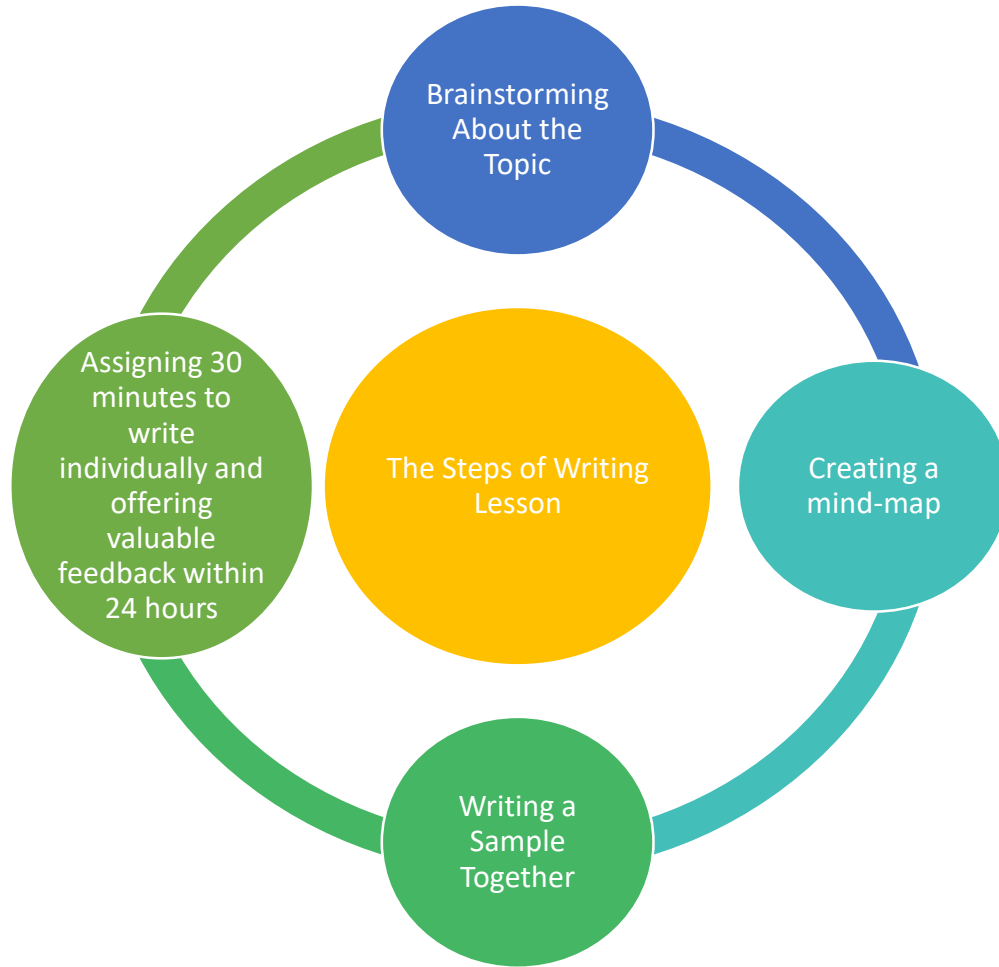 Brainstorming
About the
Topic
Creating a
mind-map
Writing a
Sample
Together
Assigning 30
minutes to
write
individually and
offering
valuable
feedback within
24 hours
The Steps of Writing
Lesson